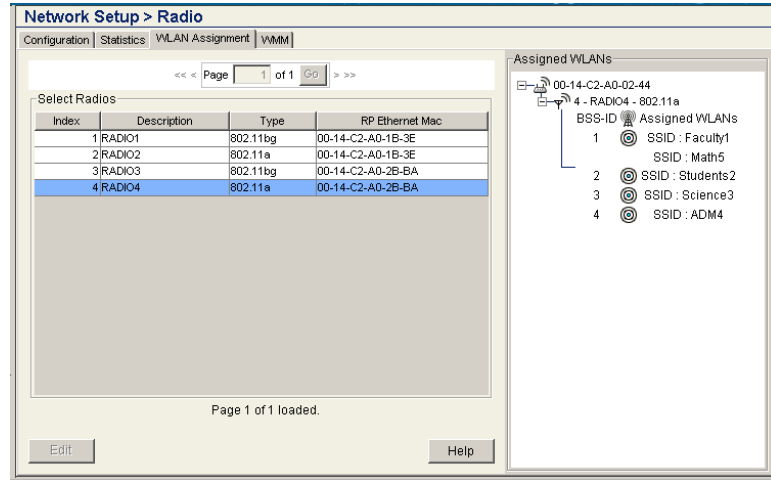 Network Setup > Radio
Configuration Statistics WLAN Assignment WMM
<< < Page 1 of 1 Go > >>
Select Radios
Index Description Type RP Ethernet Mac
1 RADIO1 802.11bg 00-14-C2-A0-1B-3E
2 RADIO2 802.11a 00-14-C2-A0-1B-3E
3 RADIO3 802.11bg 00-14-C2-A0-2B-BA
4 RADIO4 802.11a 00-14-C2-A0-2B-BA
Page 1 of 1 loaded.
Edit Help
Assigned WLANs
00-14-C2-A0-02-44
4 - RADIO4 - 802.11a
BSS-ID Assigned WLANs
1 SSID : Faculty1
SSID : Math5
2 SSID : Students2
3 SSID : Science3
4 SSID : ADM4